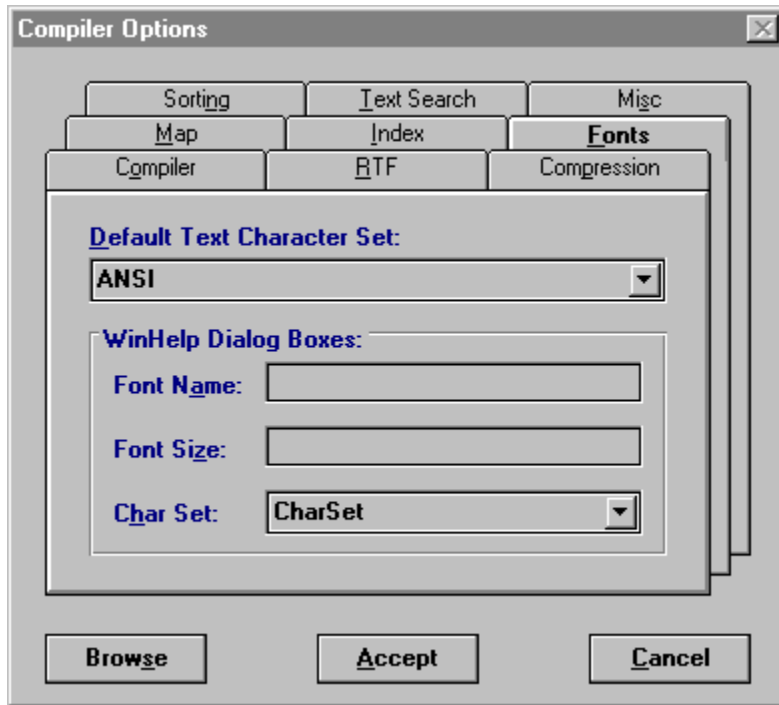 Compiler Options
Sorting Text Search Misc
Map Index Fonts
Compiler RTF Compression
Default Text Character Set:
ANSI
WinHelp Dialog Boxes:
Font Name:
Font Size:
Char Set: CharSet
Browse Accept Cancel